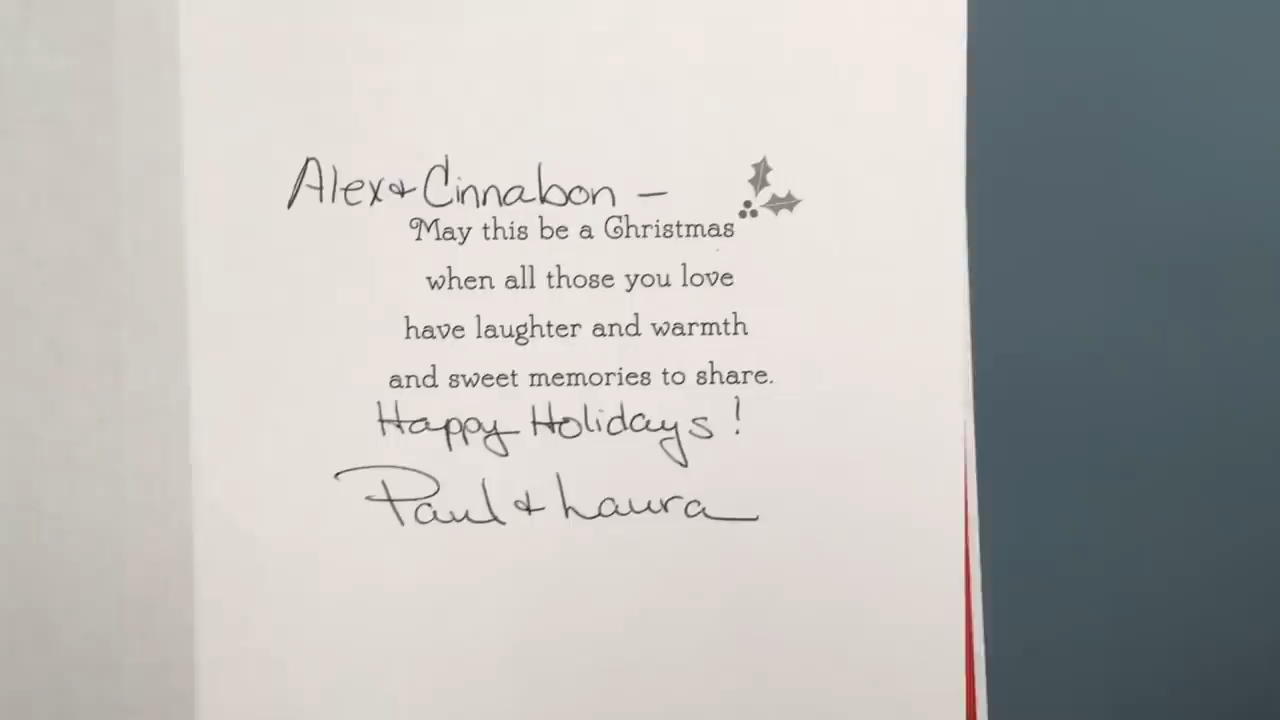 Alex & Cinnabon –
May this be a Christmas
when all those you love
have laughter and warmth
and sweet memories to share.
Happy Holidays!
Paul & Laura